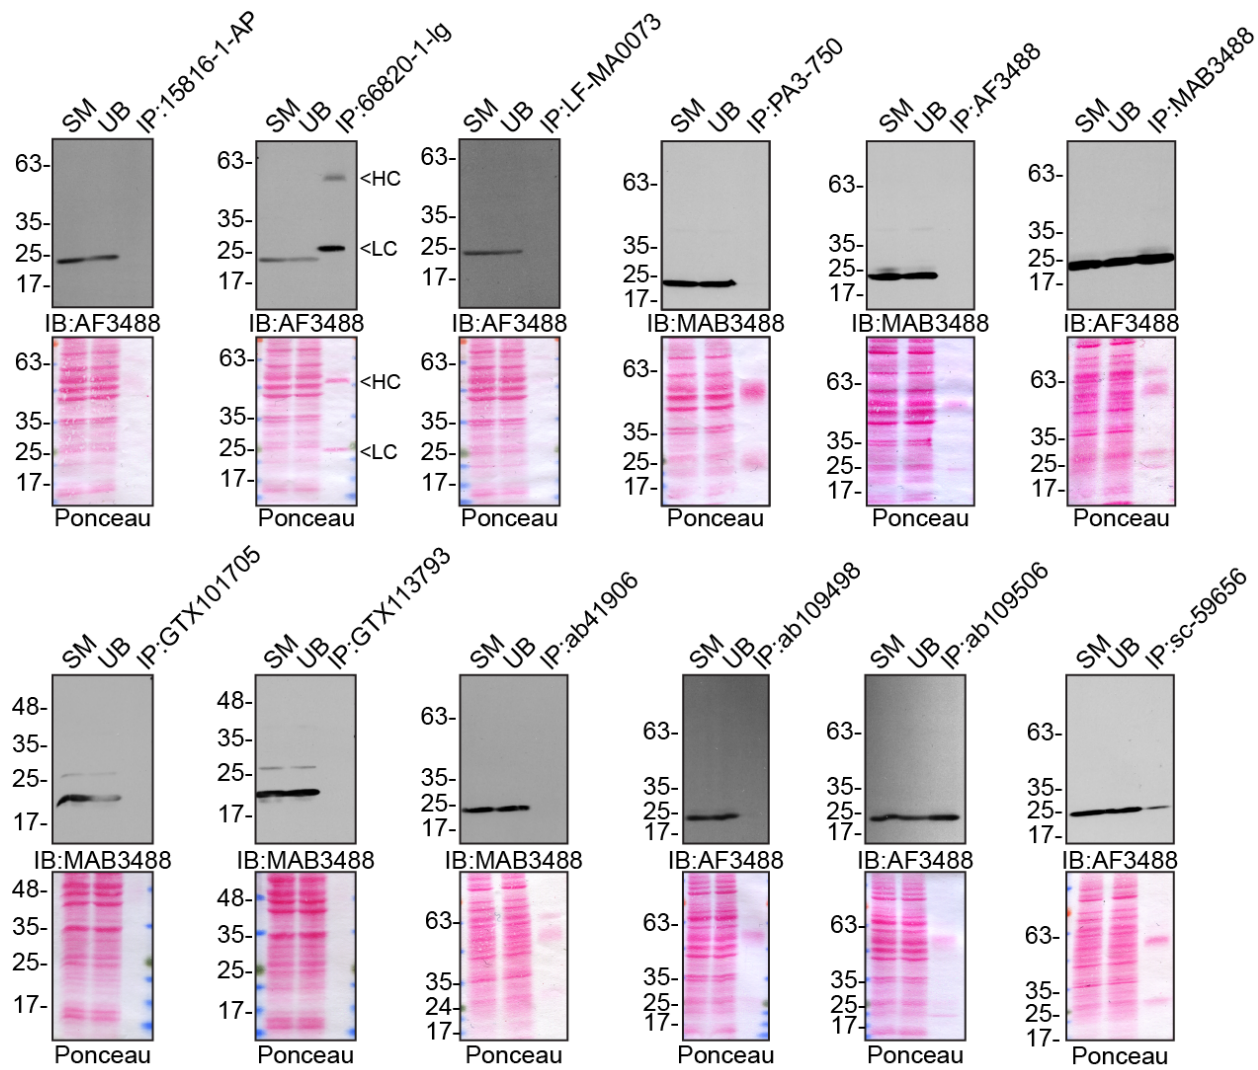 SM UB IP:15816-1-AP
63-
35-
25-
17-
IB:AF3488
63-
35-
25-
17-
Ponceau
SM UB IP:66820-1-Ig
63-
35-
25-
17-
<HC
<LC
IB:AF3488
63-
35-
25-
17-
<HC
<LC
Ponceau
SM UB IP:LF-MA0073
63-
35-
25-
17-
IB:AF3488
63-
35-
25-
17-
Ponceau
SM UB IP:PA3-750
63-
35-
25-
17-
IB:MAB3488
63-
35-
25-
17-
Ponceau
SM UB IP:AF3488
63-
35-
25-
17-
IB:MAB3488
63-
35-
25-
17-
Ponceau
SM UB IP:MAB3488
63-
35-
25-
17-
IB:AF3488
63-
35-
25-
17-
Ponceau
SM UB IP:GTX101705
48-
35-
25-
17-
IB:MAB3488
48-
35-
25-
17-
Ponceau
SM UB IP:GTX113793
48-
35-
25-
17-
IB:MAB3488
48-
35-
25-
17-
Ponceau
SM UB IP:ab41906
63-
35-
25-
17-
IB:MAB3488
63-
35-
24-
17-
Ponceau
SM UB IP:ab109498
63-
35-
25-
17-
IB:AF3488
63-
35-
25-
17-
Ponceau
SM UB IP:ab109506
63-
35-
25-
17-
IB:AF3488
63-
35-
25-
17-
Ponceau
SM UB IP:sc-59656
63-
35-
25-
17-
IB:AF3488
63-
35-
25-
17-
Ponceau